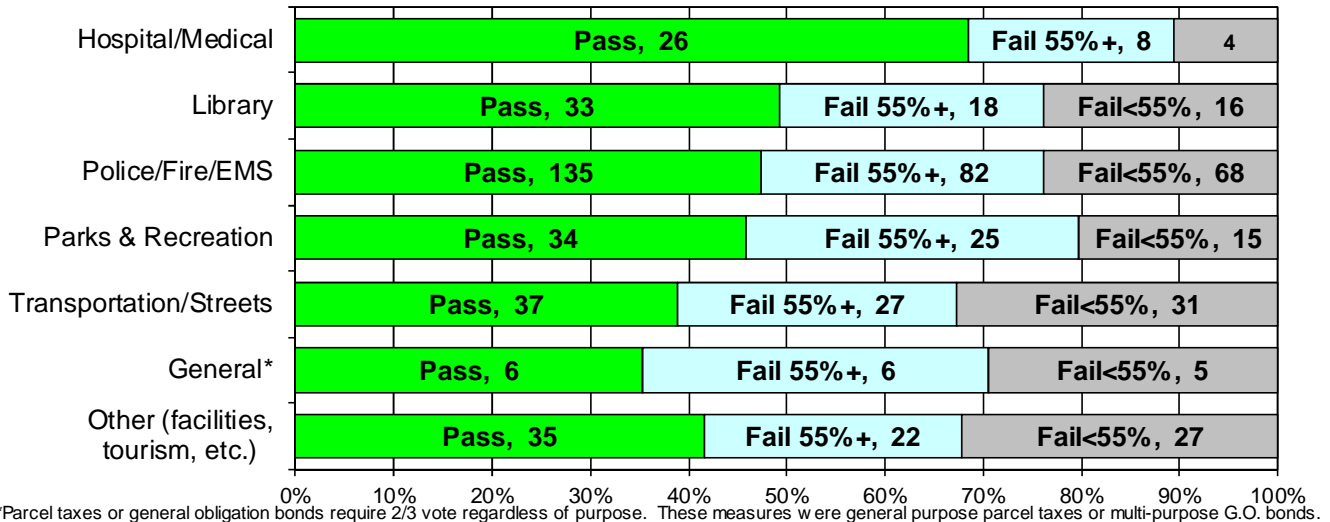 Hospital/Medical Pass, 26 Fail 55%+, 8 4
Library Pass, 33 Fail 55%+, 18 Fail<55%, 16
Police/Fire/EMS Pass, 135 Fail 55%+, 82 Fail<55%, 68
Parks & Recreation Pass, 34 Fail 55%+, 25 Fail<55%, 15
Transportation/Streets Pass, 37 Fail 55%+, 27 Fail<55%, 31
General* Pass, 6 Fail 55%+, 6 Fail<55%, 5
Other (facilities,
tourism, etc.) Pass, 35 Fail 55%+, 22 Fail<55%, 27
0% 10% 20% 30% 40% 50% 60% 70% 80% 90% 100%
*Parcel taxes or general obligation bonds require 2/3 vote regardless of purpose. These measures were general purpose parcel taxes or multi-purpose G.O. bonds.